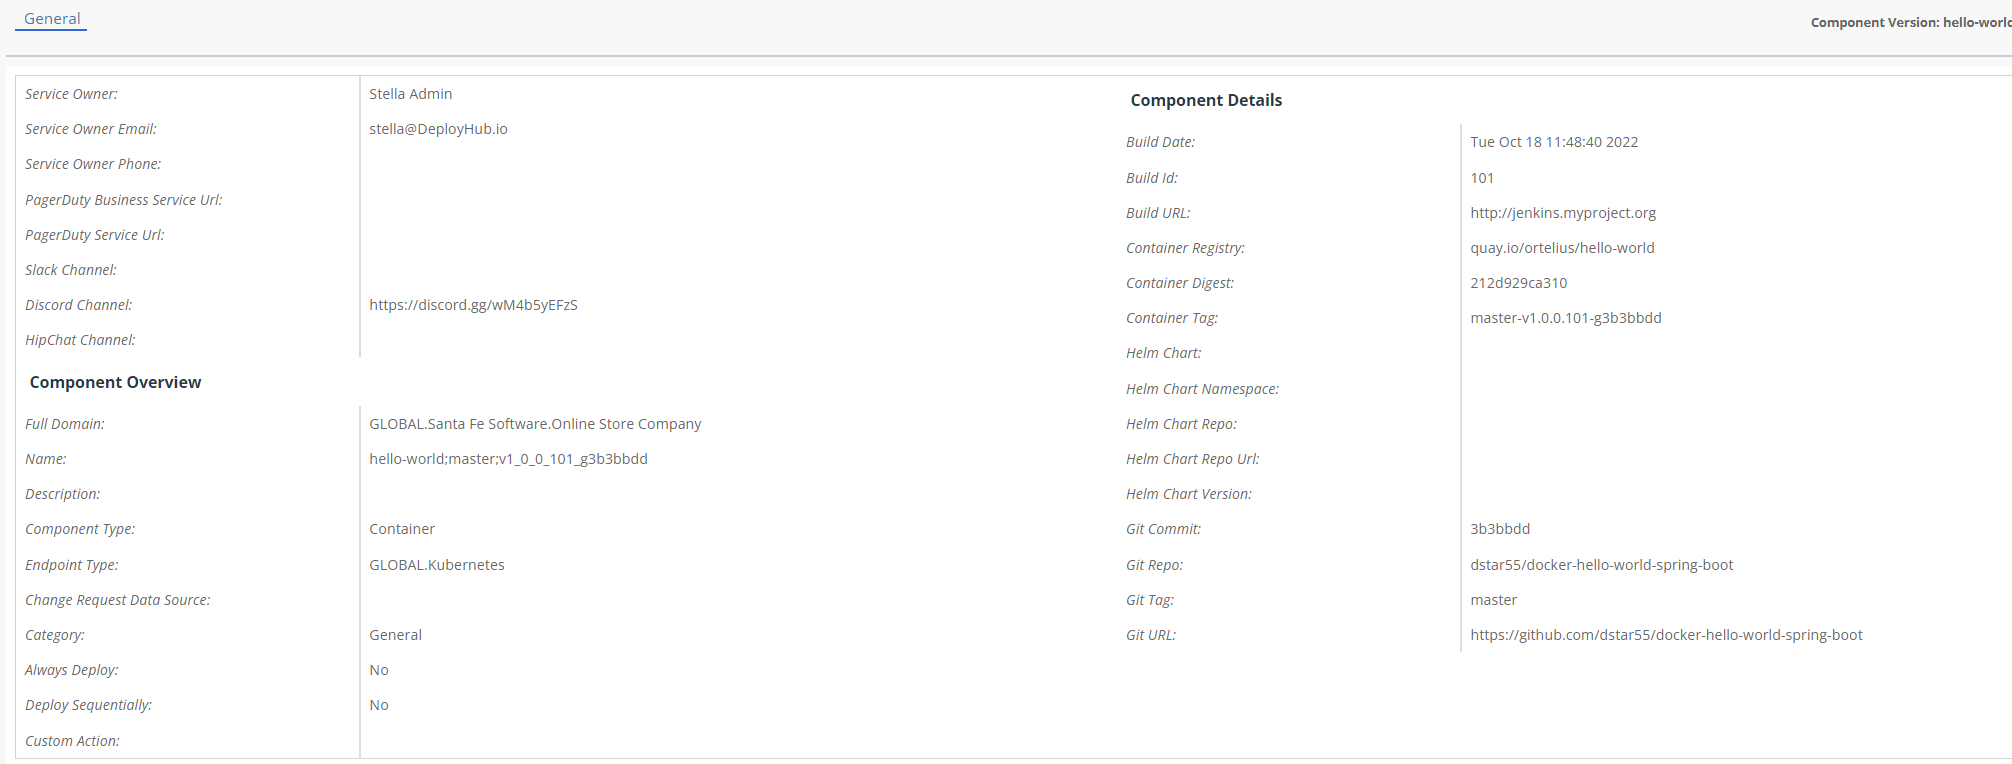 General
Component Version: hello-world
Service Owner: Stella Admin
Service Owner Email: stella@DeployHub.io
Service Owner Phone:
PagerDuty Business Service Url:
PagerDuty Service Url:
Slack Channel:
Discord Channel: https://discord.gg/wM4b5yEFzS
HipChat Channel:
Component Overview
Full Domain: GLOBAL.Santa Fe Software.Online Store Company
Name: hello-world;master;v1_0_0_101_g3b3bbdd
Description:
Component Type: Container
Endpoint Type: GLOBAL.Kubernetes
Change Request Data Source:
Category: General
Always Deploy: No
Deploy Sequentially: No
Custom Action:
Component Details
Build Date: Tue Oct 18 11:48:40 2022
Build Id: 101
Build URL: http://jenkins.myproject.org
Container Registry: quay.io/ortelius/hello-world
Container Digest: 212d929ca310
Container Tag: master-v1.0.0.101-g3b3bbdd
Helm Chart:
Helm Chart Namespace:
Helm Chart Repo:
Helm Chart Repo Url:
Helm Chart Version:
Git Commit: 3b3bbdd
Git Repo: dstar55/docker-hello-world-spring-boot
Git Tag: master
Git URL: https://github.com/dstar55/docker-hello-world-spring-boot